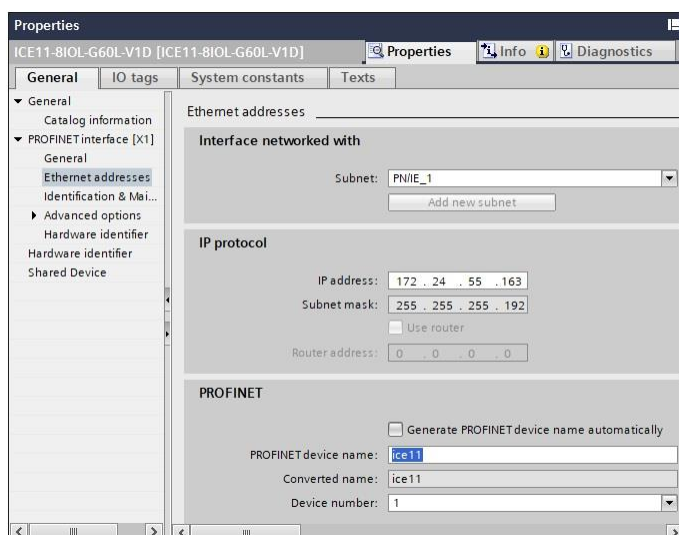 Properties
ICE11-8IOL-G60L-V1D [ICE11-8IOL-G60L-V1D]
Properties
Info
Diagnostics
General
IO tags
System constants
Texts
General
Catalog information
PROFINET interface [X1]
General
Ethernet addresses
Identification & Mai...
Advanced options
Hardware identifier
Hardware identifier
Shared Device
Ethernet addresses
Interface networked with
Subnet: PN/IE_1
Add new subnet
IP protocol
IP address: 172 . 24 . 55 . 163
Subnet mask: 255 . 255 . 255 . 192
Use router
Router address: 0 . 0 . 0 . 0
PROFINET
Generate PROFINET device name automatically
PROFINET device name: ice11
Converted name: ice11
Device number: 1